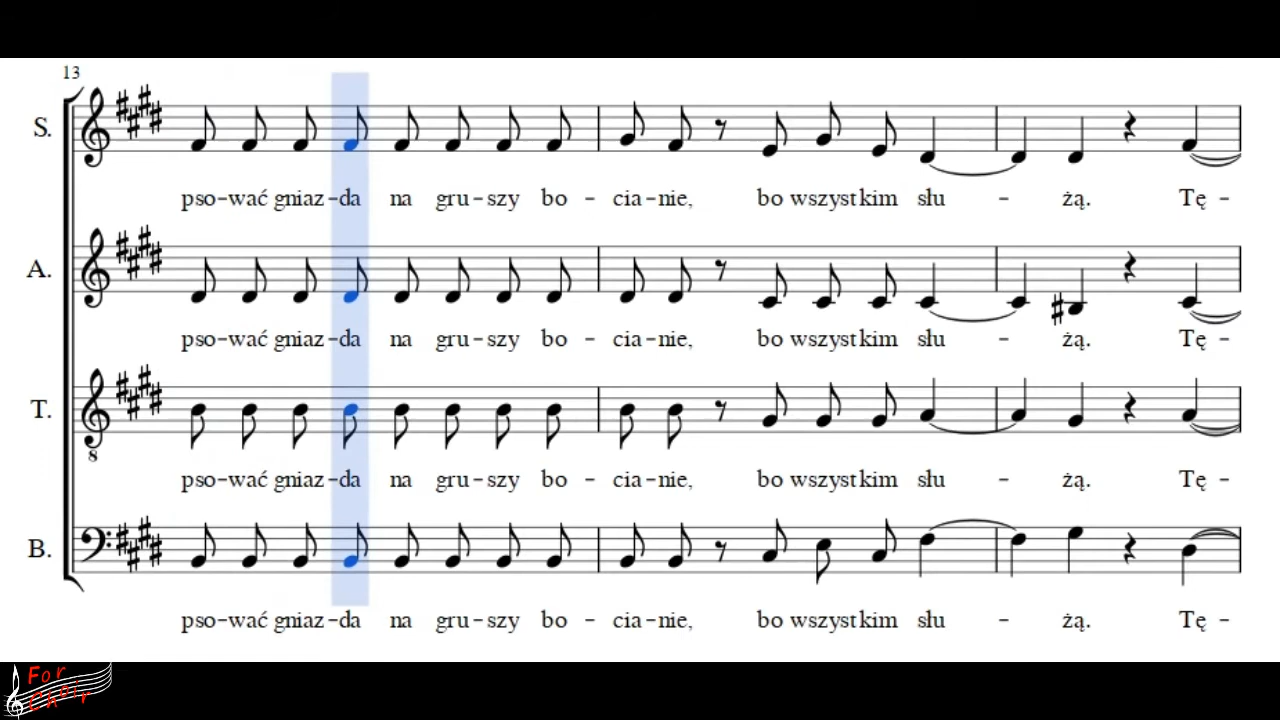 13
S.
pso-wać gniaz-da na gru-szy bo - cia-nie, bo wszystkim słu - żą. Tę -
A.
pso-wać gniaz-da na gru-szy bo - cia-nie, bo wszystkim słu - żą. Tę -
T.
8
pso-wać gniaz-da na gru-szy bo - cia-nie, bo wszystkim słu - żą. Tę -
B.
pso-wać gniaz-da na gru-szy bo - cia-nie, bo wszystkim słu - żą. Tę -
For
Choir